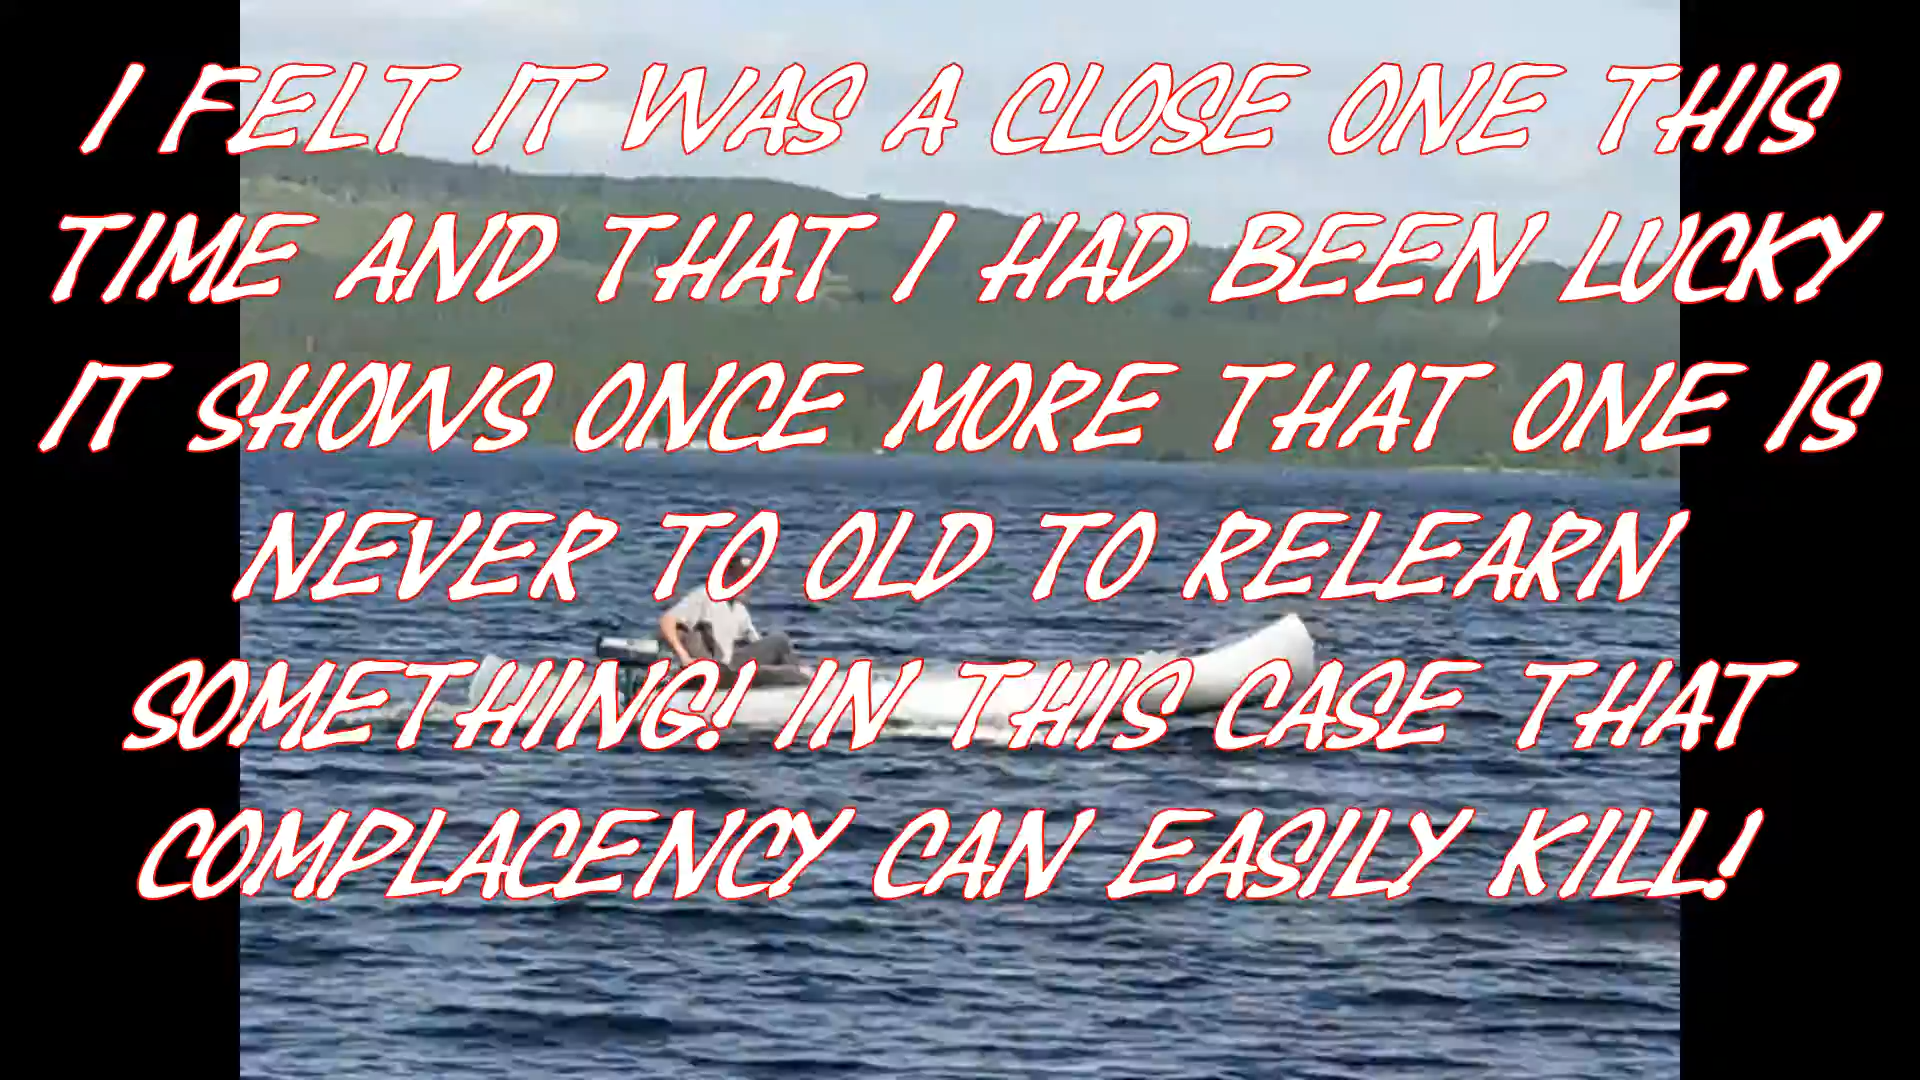 I FELT IT WAS A CLOSE ONE THIS
TIME AND THAT I HAD BEEN LUCKY
IT SHOWS ONCE MORE THAT ONE IS
NEVER TO OLD TO RELEARN
SOMETHING! IN THIS CASE THAT
COMPLACENCY CAN EASILY KILL!